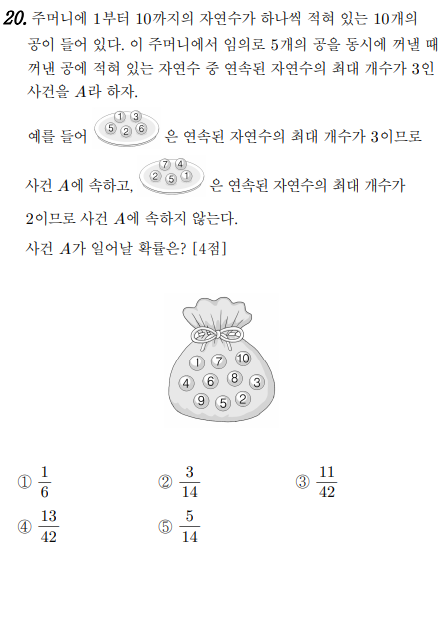 20. 주머니에 1부터 10까지의 자연수가 하나씩 적혀 있는 10개의
공이 들어 있다. 이 주머니에서 임의로 5개의 공을 동시에 꺼낼 때
꺼낸 공에 적혀 있는 자연수 중 연속된 자연수의 최대 개수가 3인
사건을 A라 하자.
예를 들어 1 3 5 2 6 은 연속된 자연수의 최대 개수가 3이므로
사건 A에 속하고, 7 4 2 5 1 은 연속된 자연수의 최대 개수가
2이므로 사건 A에 속하지 않는다.
사건 A가 일어날 확률은? [4점]
1 7 10
4 6 8 3
9 5 2
① 1/6 ② 3/14 ③ 11/42
④ 13/42 ⑤ 5/14